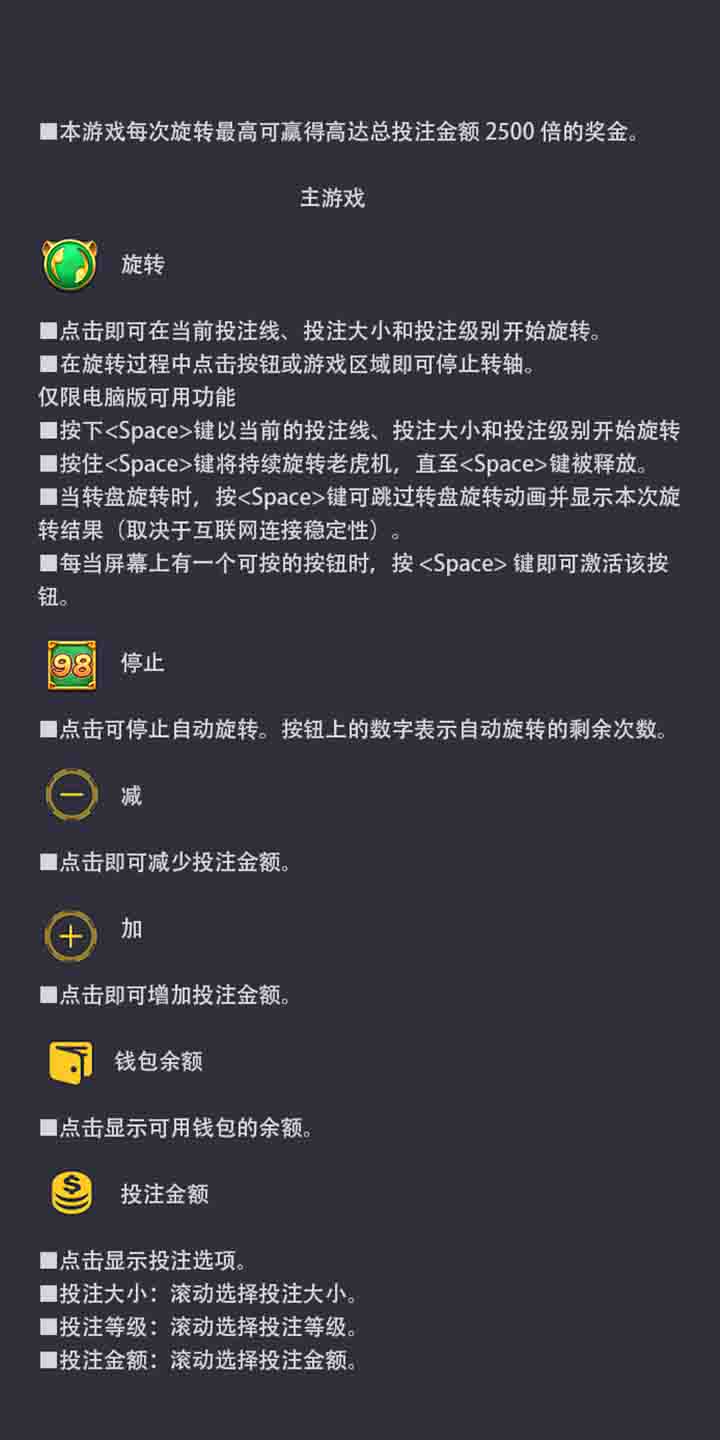 ■本游戏每次旋转最高可赢得高达总投注金额 2500 倍的奖金。
主游戏
旋转
■点击即可在当前投注线、投注大小和投注级别开始旋转。
■在旋转过程中点击按钮或游戏区域即可停止转轴。
仅限电脑版可用功能
■按下<Space>键以当前的投注线、投注大小和投注级别开始旋转
■按住<Space>键将持续旋转老虎机，直至<Space>键被释放。
■当转盘旋转时，按<Space>键可跳过转盘旋转动画并显示本次旋
转结果（取决于互联网连接稳定性）。
■每当屏幕上有一个可按的按钮时，按 <Space> 键即可激活该按
钮。
98 停止
■点击可停止自动旋转。按钮上的数字表示自动旋转的剩余次数。
减
■点击即可减少投注金额。
加
■点击即可增加投注金额。
钱包余额
■点击显示可用钱包的余额。
$ 投注金额
■点击显示投注选项。
■投注大小：滚动选择投注大小。
■投注等级：滚动选择投注等级。
■投注金额：滚动选择投注金额。